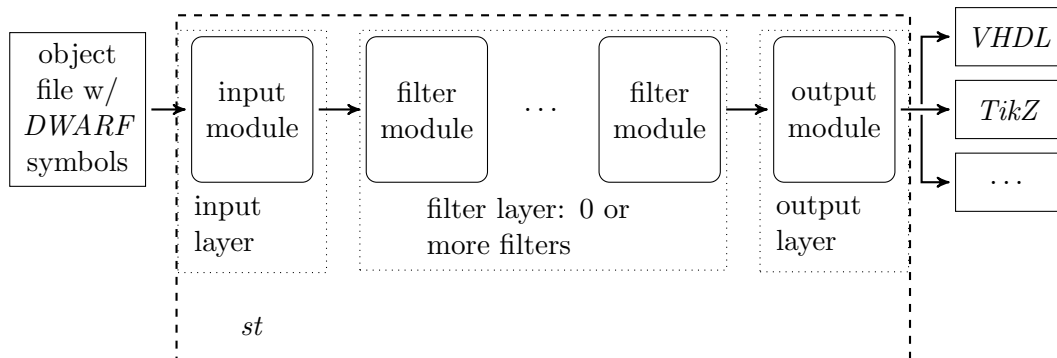 object
file w/
DWARF
symbols
input
module
filter
module
...
filter
module
output
module
VHDL
TikZ
...
input
layer
filter layer: 0 or
more filters
output
layer
st